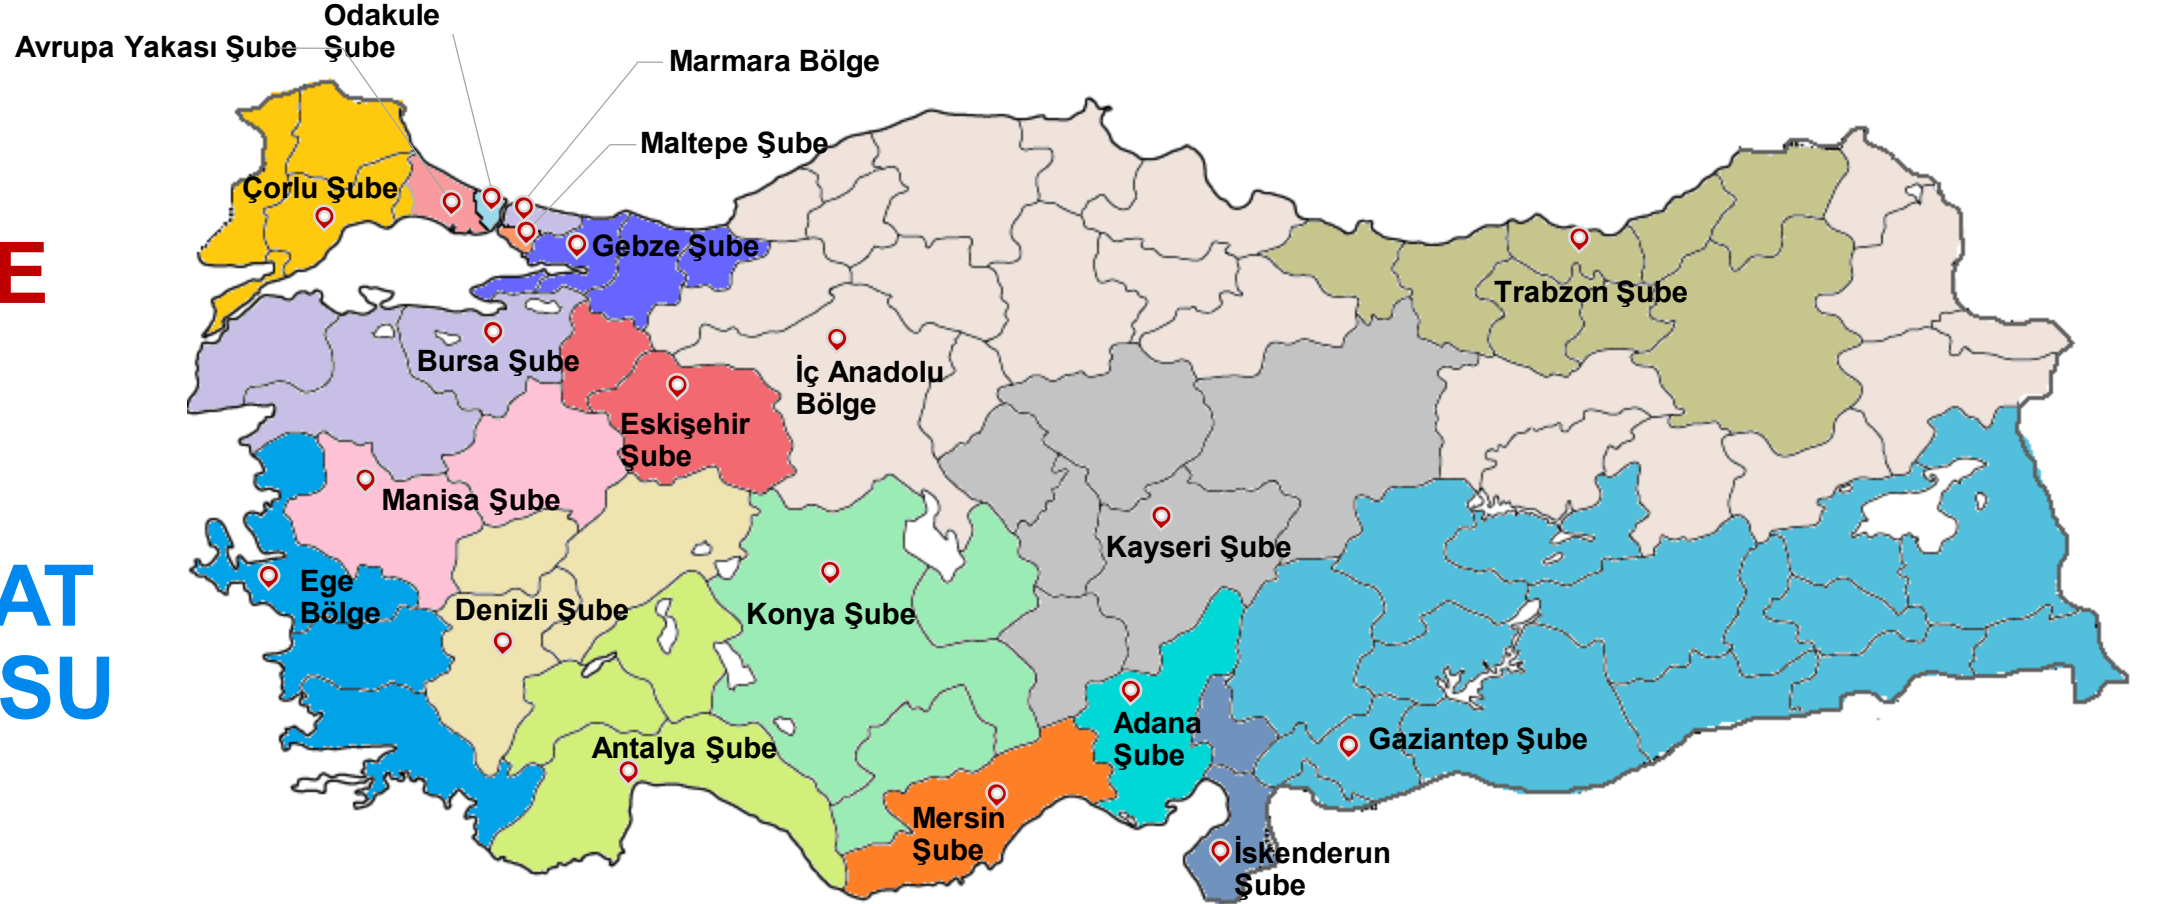 Odakule
Şube
Avrupa Yakası Şube
Marmara Bölge
Maltepe Şube
Çorlu Şube
Gebze Şube
E
Trabzon Şube
Bursa Şube
İç Anadolu
Bölge
Eskişehir
Şube
Manisa Şube
Kayseri Şube
AT
Ege
Bölge
Denizli Şube
Konya Şube
SU
Adana
Şube
Antalya Şube
Gaziantep Şube
Mersin
Şube
İskenderun
Şube